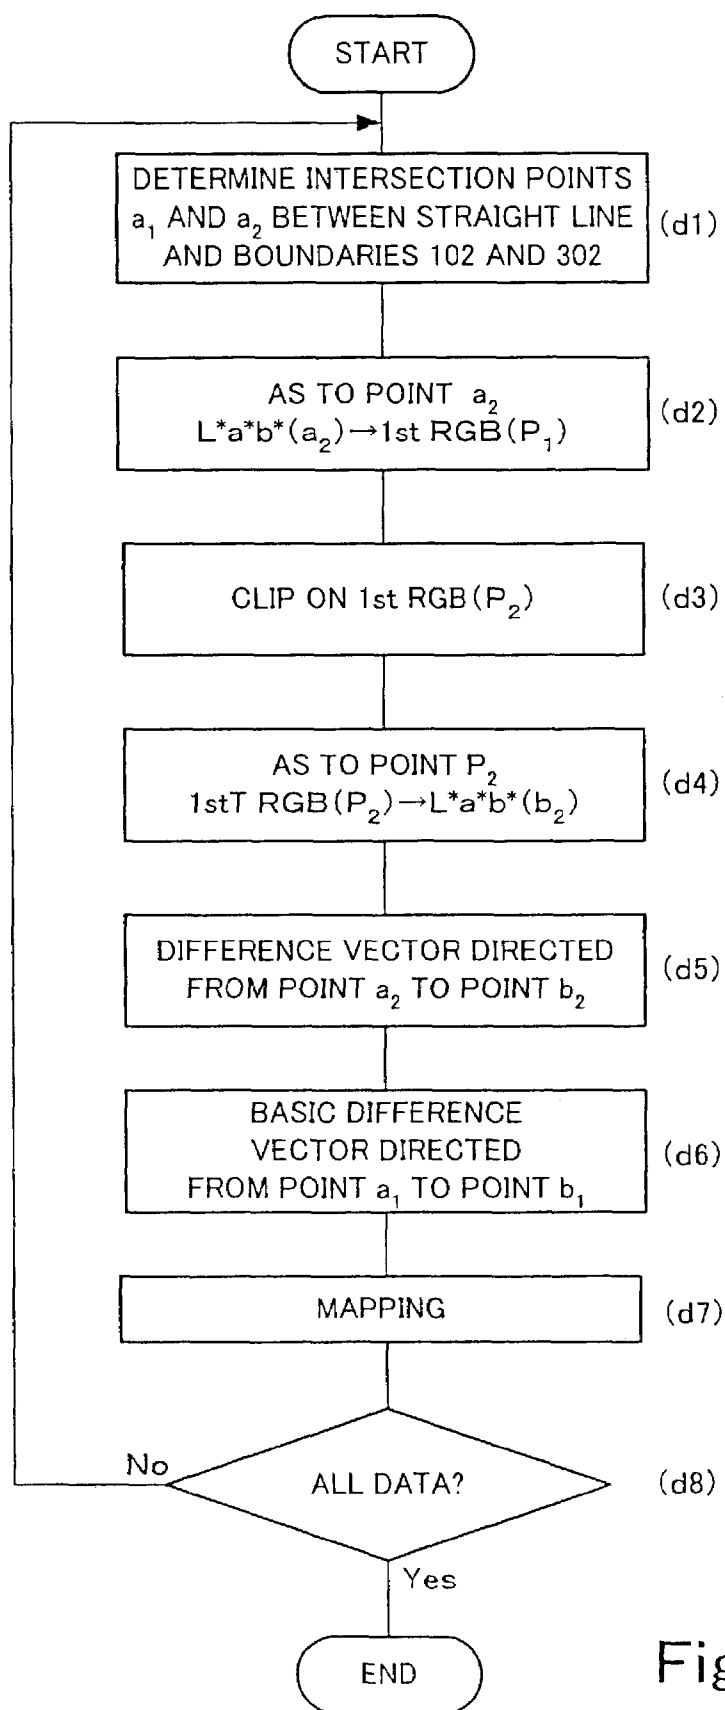 START
DETERMINE INTERSECTION POINTS
a₁ AND a₂ BETWEEN STRAIGHT LINE
AND BOUNDARIES 102 AND 302
(d1)
AS TO POINT a₂
L*a*b*(a₂)→1st RGB(P₁)
(d2)
CLIP ON 1st RGB(P₂)
(d3)
AS TO POINT P₂
1stT RGB(P₂)→L*a*b*(b₂)
(d4)
DIFFERENCE VECTOR DIRECTED
FROM POINT a₂ TO POINT b₂
(d5)
BASIC DIFFERENCE
VECTOR DIRECTED
FROM POINT a₁ TO POINT b₁
(d6)
MAPPING
(d7)
No
ALL DATA?
(d8)
Yes
END
Fig